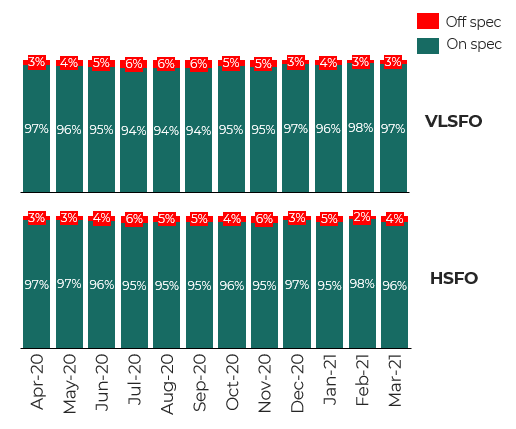 Off spec
On spec
3% 4% 5% 6% 6% 6% 5% 5% 3% 4% 3% 3%
97% 96% 95% 94% 94% 94% 95% 95% 97% 96% 98% 97%
VLSFO
3% 3% 4% 6% 5% 5% 4% 6% 3% 5% 2% 4%
97% 97% 96% 95% 95% 95% 96% 95% 97% 95% 98% 96%
HSFO
Apr-20 May-20 Jun-20 Jul-20 Aug-20 Sep-20 Oct-20 Nov-20 Dec-20 Jan-21 Feb-21 Mar-21